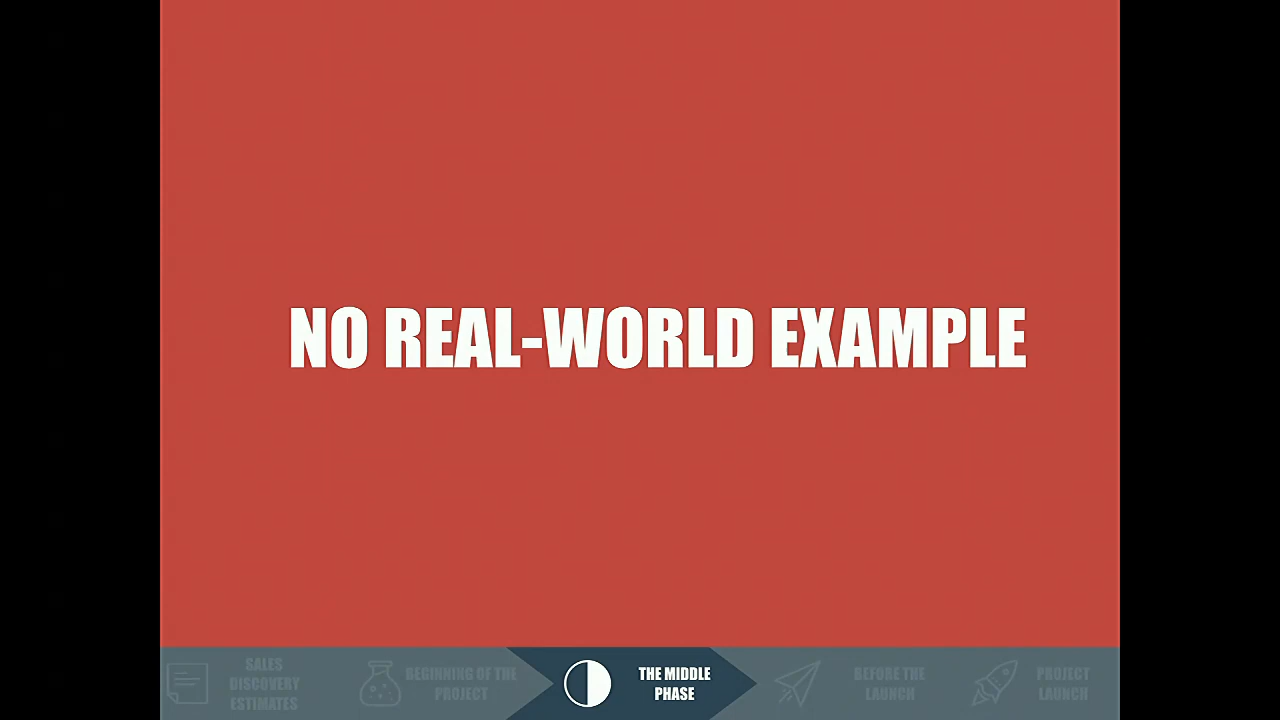 NO REAL-WORLD EXAMPLE
SALES
DISCOVERY
ESTIMATES
BEGINNING OF THE
PROJECT
THE MIDDLE
PHASE
BEFORE THE
LAUNCH
PROJECT
LAUNCH